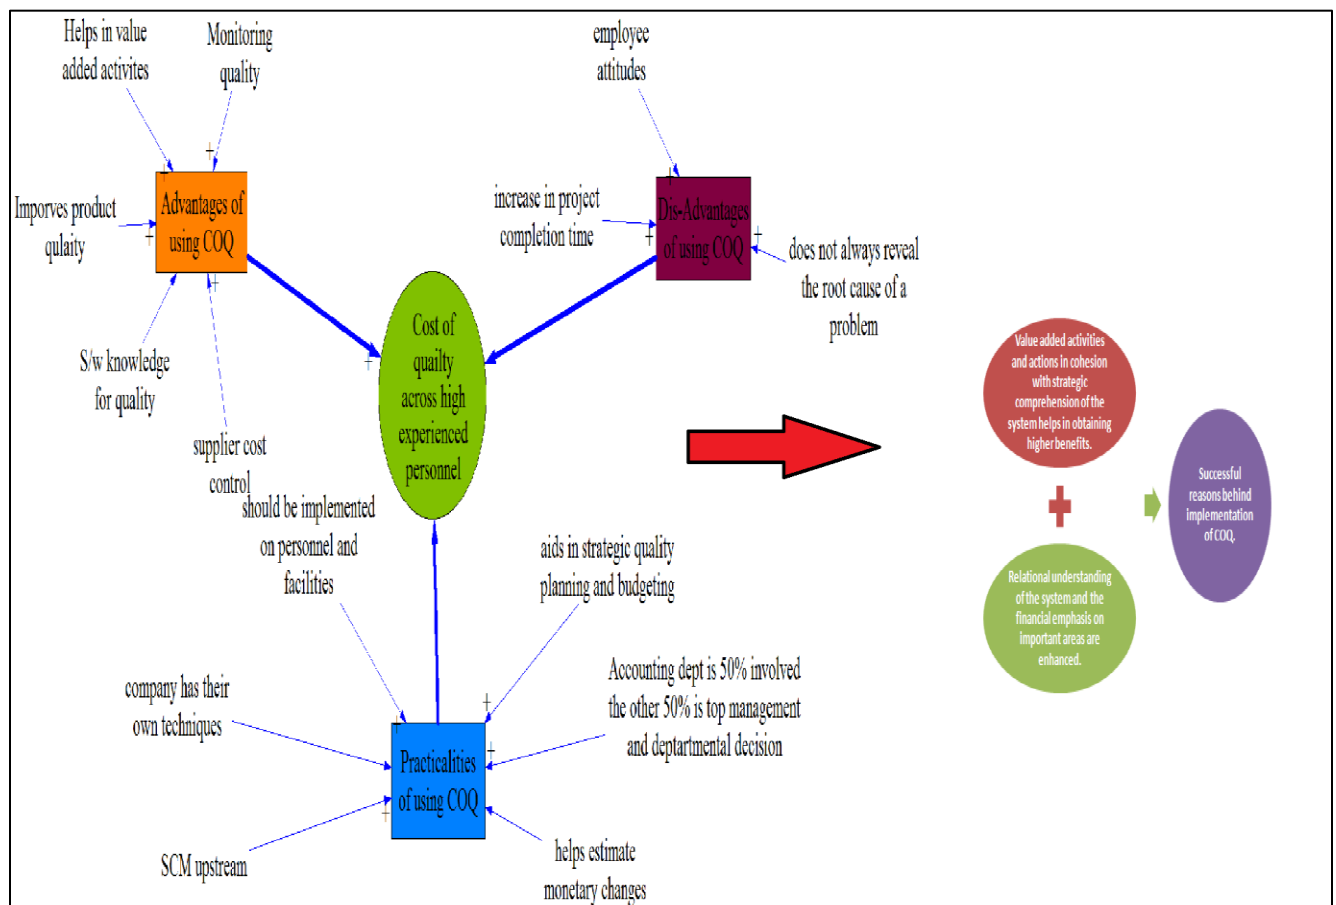 Helps in value
added activites
Monitoring
quality
employee
attitudes
+
+
+
Imporves product
qulaity
+
Advantages of
using COQ
+
increase in project
completion time
+
Dis-Advantages
of using COQ
+
does not always reveal
the root cause of a
problem
S/w knowledge
for quality
supplier cost
control
+
Cost of
quailty
across high
experienced
personnel
should be implemented
on personnel and
facilities
aids in strategic quality
planning and budgeting
company has their
own techniques
Accounting dept is 50% involved
the other 50% is top management
and deptartmental decision
+
+
+
+
Practicalities
of using COQ
SCM upstream
helps estimate
monetary changes
Value added activities
and actions in cohesion
with strategic
comprehension of the
system helps in obtaining
higher benefits.
Relational understanding
of the system and the
financial emphasis on
important areas are
enhanced.
Successful
reasons behind
implementation
of COQ.